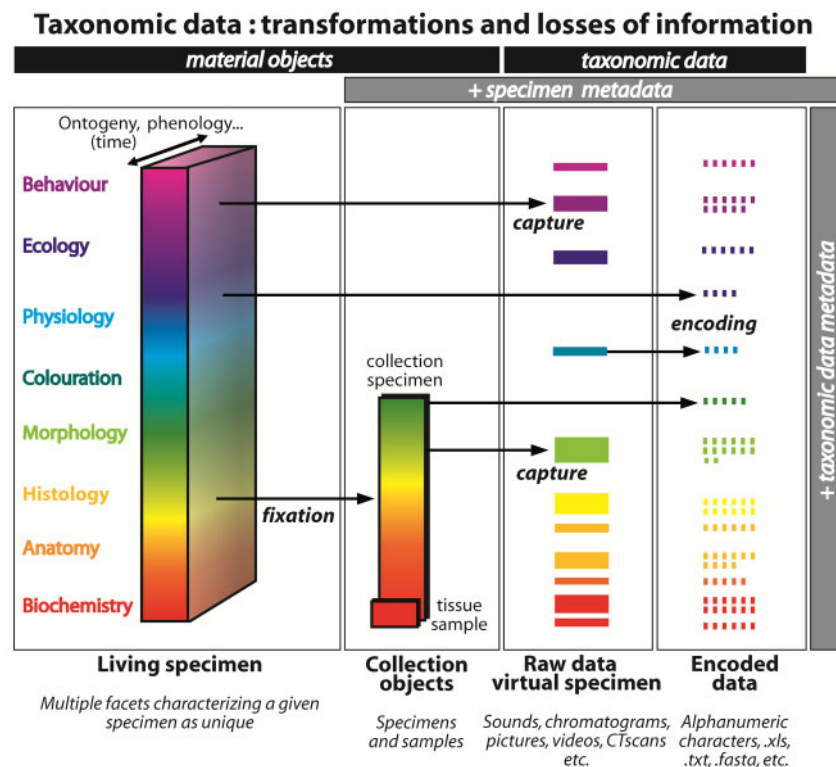 Taxonomic data : transformations and losses of information
material objects
taxonomic data
+ specimen metadata
+ taxonomic data metadata
Ontogeny, phenology...
(time)
Behaviour
Ecology
Physiology
Colouration
Morphology
Histology
Anatomy
Biochemistry
fixation
collection
specimen
tissue
sample
capture
encoding
capture
Living specimen
Multiple facets characterizing a given
specimen as unique
Collection
objects
Specimens
and samples
Raw data
virtual specimen
Sounds, chromatograms,
pictures, videos, CTscans
etc.
Encoded
data
Alphanumeric
characters, .xls,
.txt, .fasta, etc.